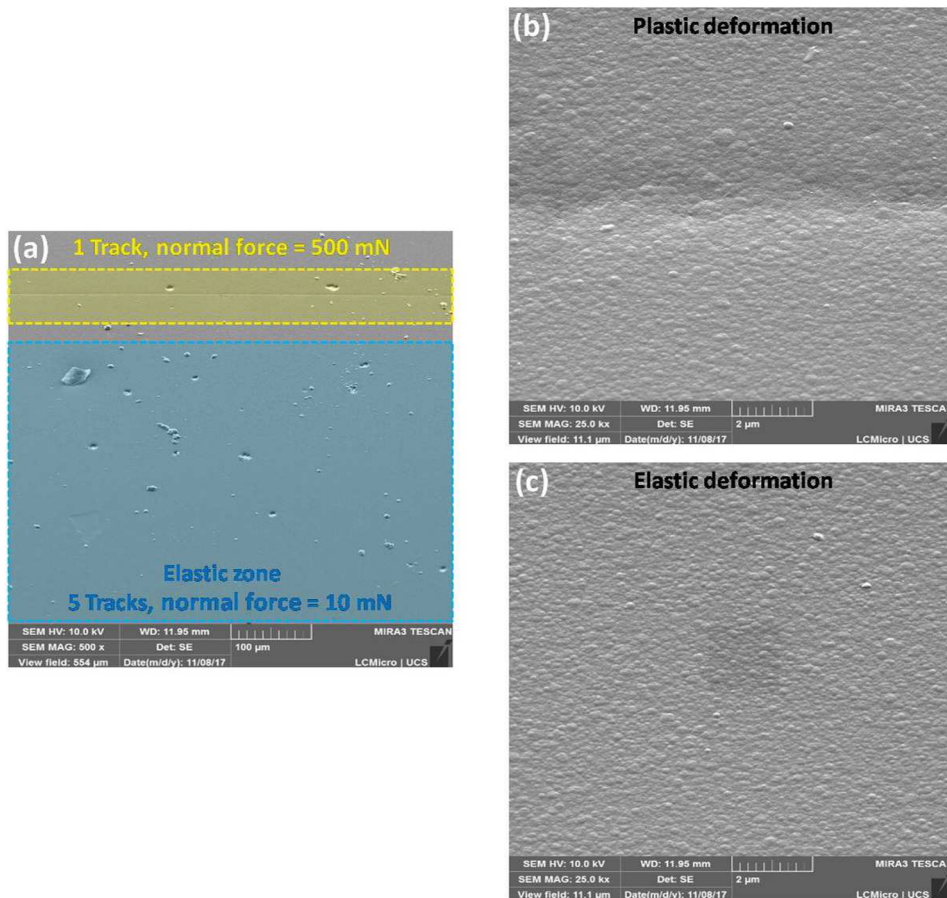 (a)
1 Track, normal force = 500 mN
Elastic zone
5 Tracks, normal force = 10 mN
SEM HV: 10.0 kV WD: 11.95 mm MIRA3 TESCAN
SEM MAG: 500 x Det: SE 100 µm
View field: 554 µm Date(m/d/y): 11/08/17 LCMicro | UCS
(b)
Plastic deformation
SEM HV: 10.0 kV WD: 11.95 mm MIRA3 TESCAN
SEM MAG: 25.0 kx Det: SE 2 µm
View field: 11.1 µm Date(m/d/y): 11/08/17 LCMicro | UCS
(c)
Elastic deformation
SEM HV: 10.0 kV WD: 11.95 mm MIRA3 TESCAN
SEM MAG: 25.0 kx Det: SE 2 µm
View field: 11.1 µm Date(m/d/y): 11/08/17 LCMicro | UCS